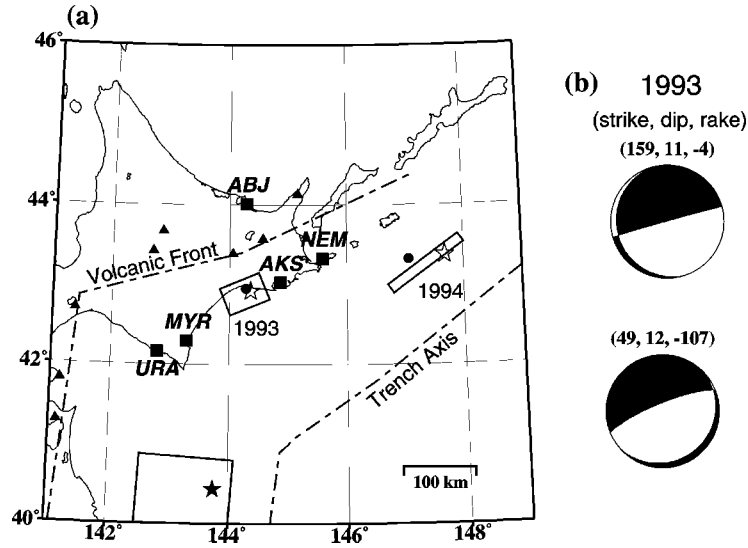 (a)
46°
44°
42°
40°
142°
144°
146°
148°
ABJ
NEM
AKS
MYR
URA
Volcanic Front
1993
1994
Trench Axis
100 km
(b)
1993
(strike, dip, rake)
(159, 11, -4)
(49, 12, -107)